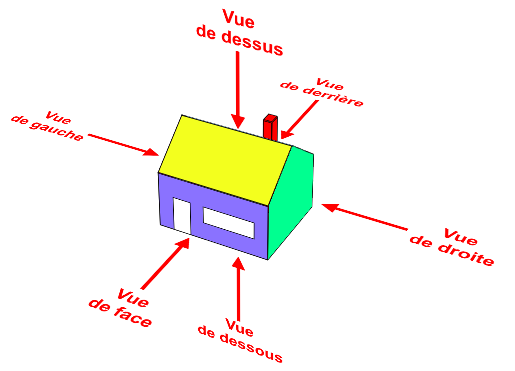 Vue
de dessus
Vue
de derrière
Vue
de gauche
Vue
de droite
Vue
de face
Vue
de dessous